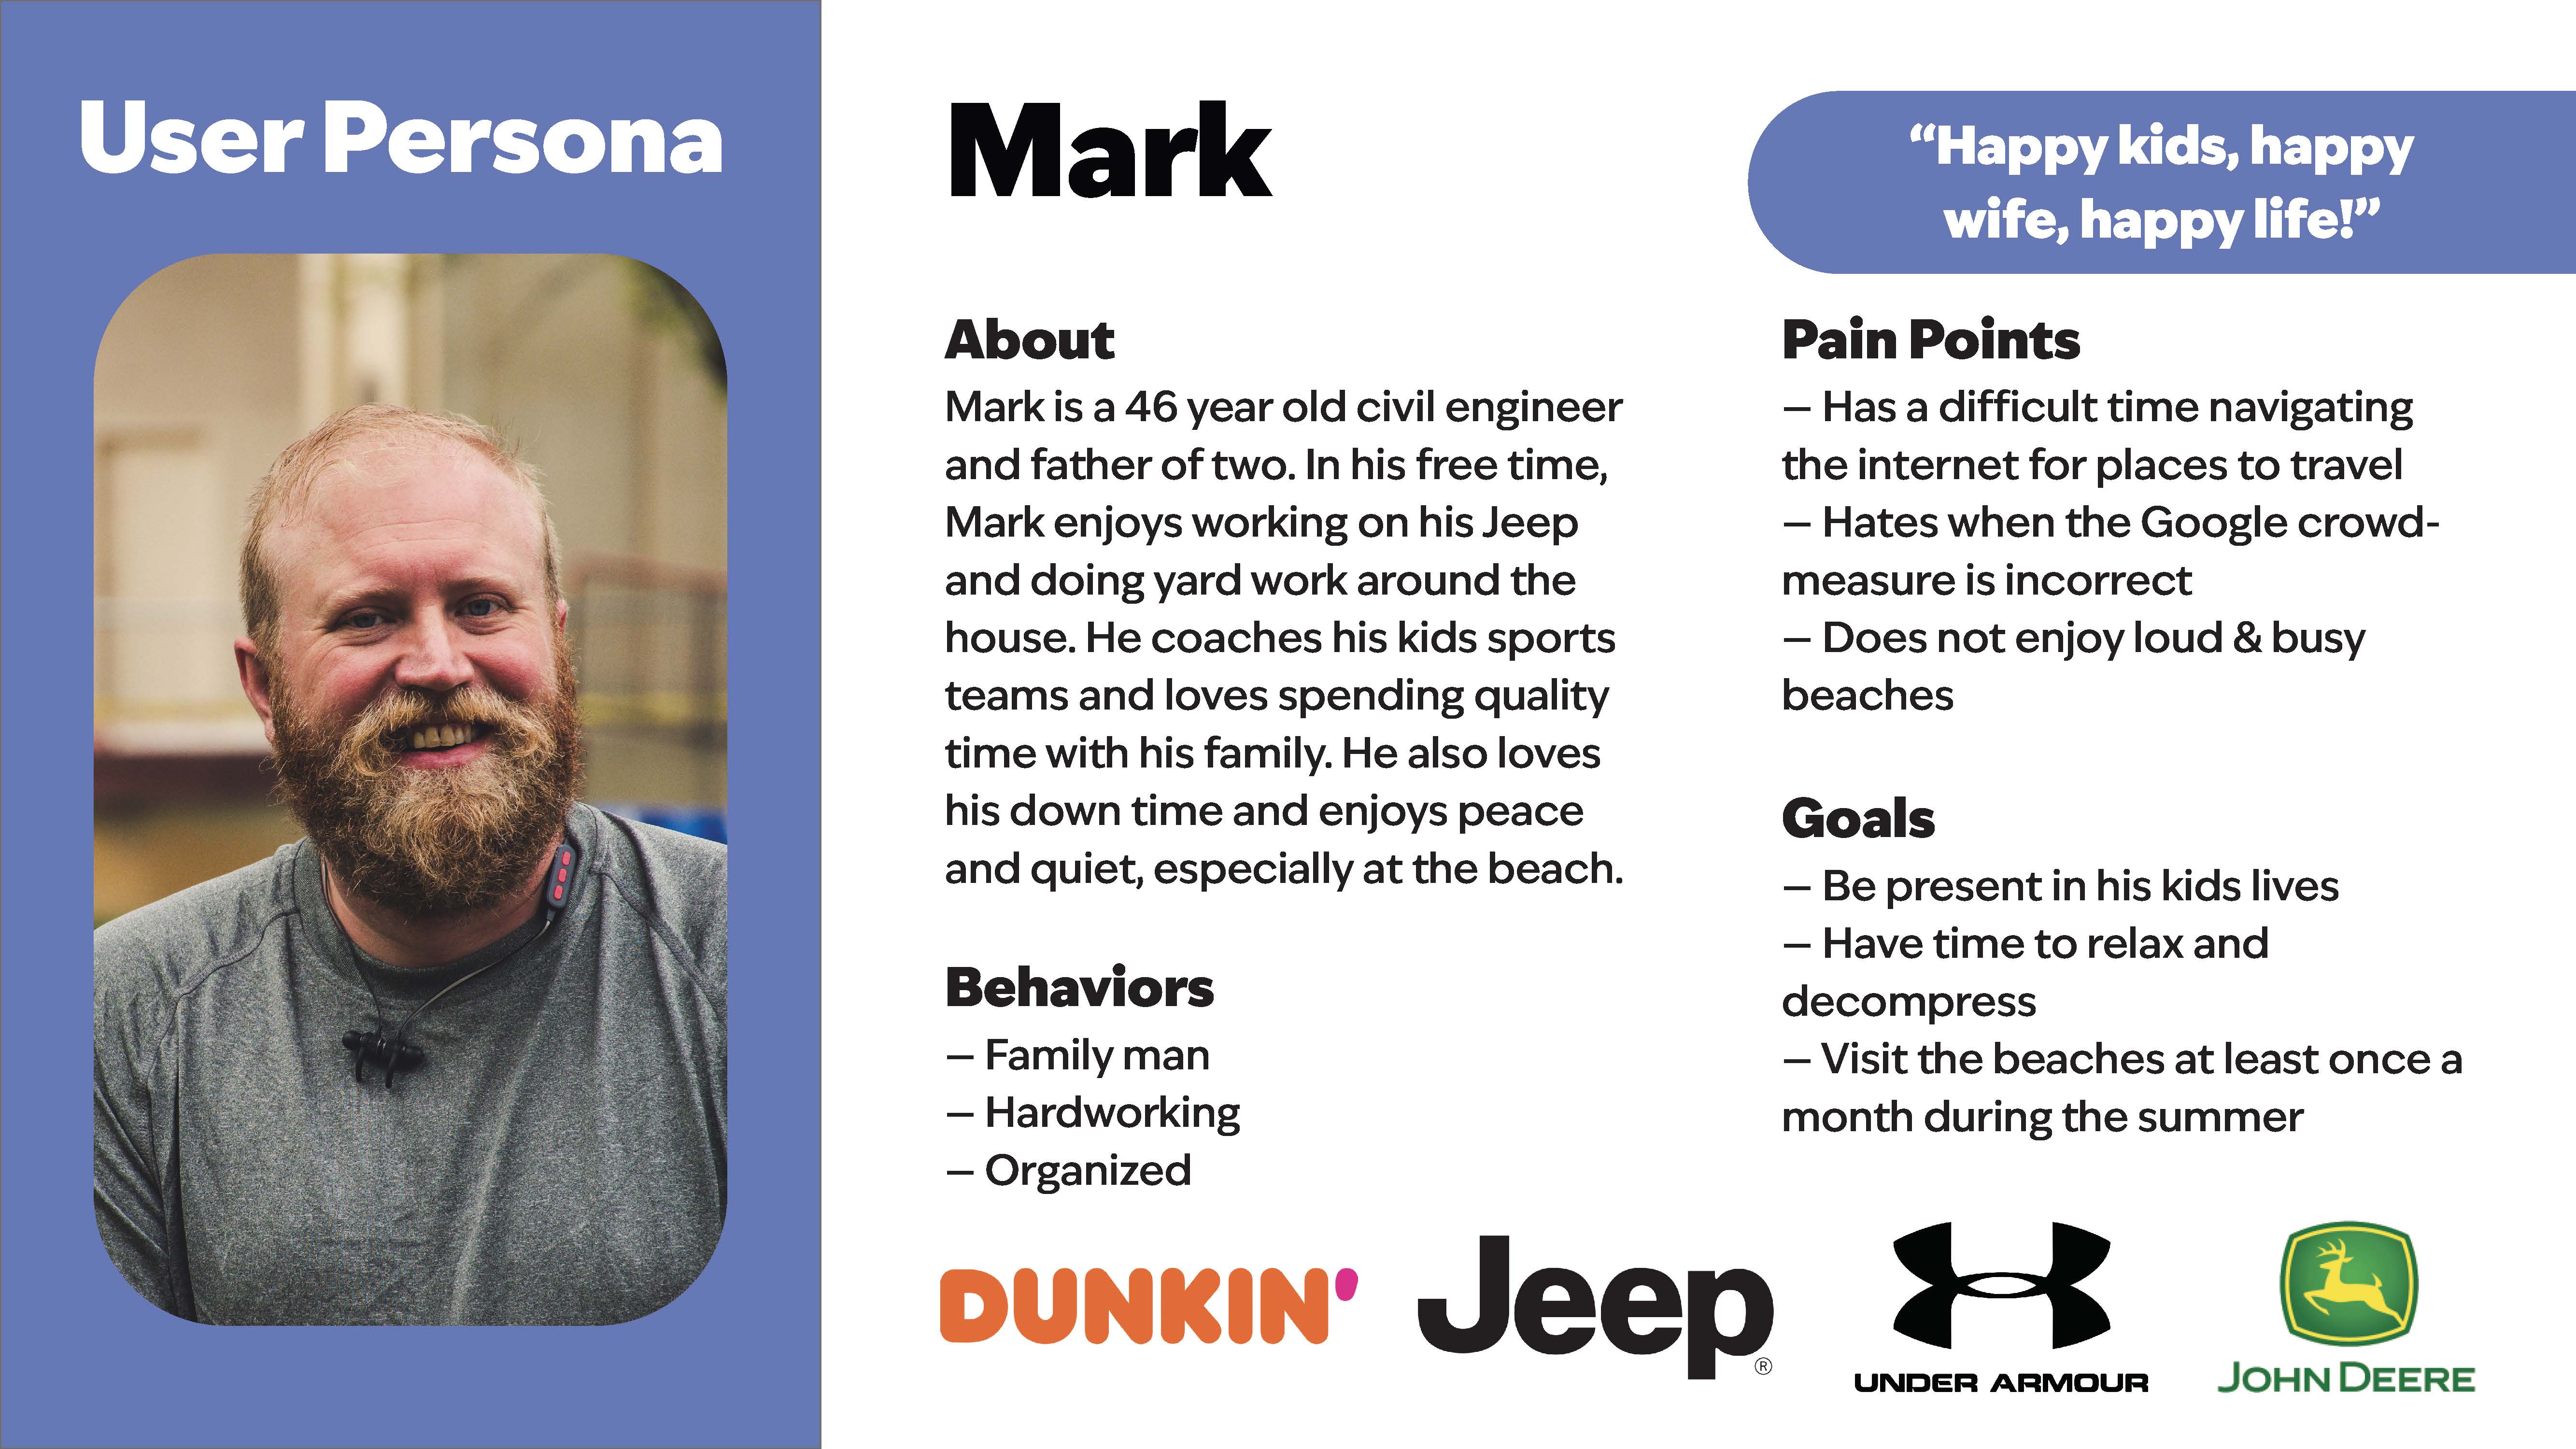 User Persona
Mark
“Happy kids, happy
wife, happy life!”
About
Mark is a 46 year old civil engineer
and father of two. In his free time,
Mark enjoys working on his Jeep
and doing yard work around the
house. He coaches his kids sports
teams and loves spending quality
time with his family. He also loves
his down time and enjoys peace
and quiet, especially at the beach.
Behaviors
– Family man
– Hardworking
– Organized
Pain Points
– Has a difficult time navigating
the internet for places to travel
– Hates when the Google crowd-
measure is incorrect
– Does not enjoy loud & busy
beaches
Goals
– Be present in his kids lives
– Have time to relax and
decompress
– Visit the beaches at least once a
month during the summer
DUNKIN'
Jeep®
UNDER ARMOUR
JOHN DEERE